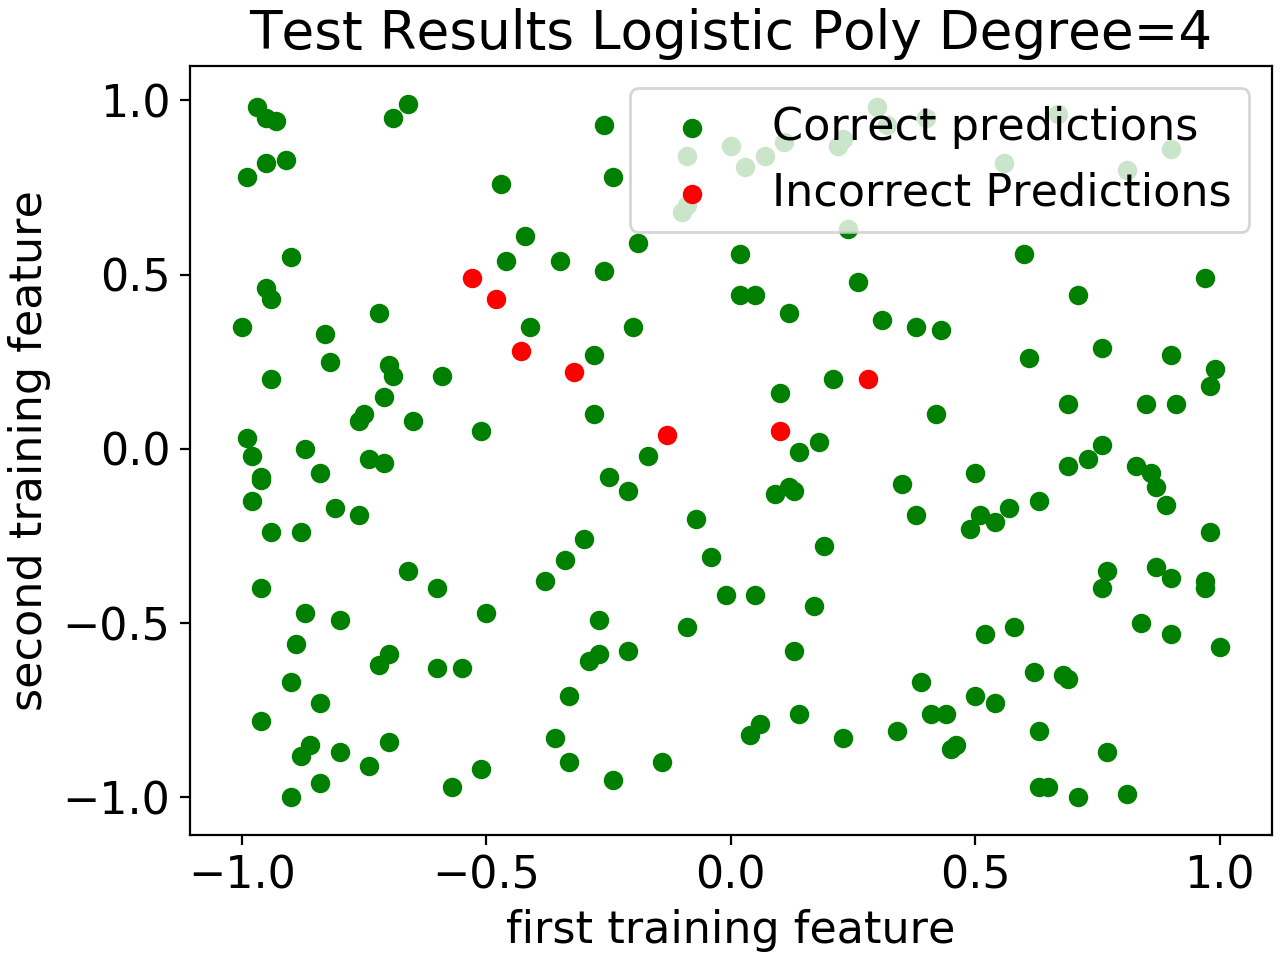 Test Results Logistic Poly Degree=4
Correct predictions
Incorrect Predictions
1.0
0.5
0.0
−0.5
−1.0
second training feature
−1.0 −0.5 0.0 0.5 1.0
first training feature